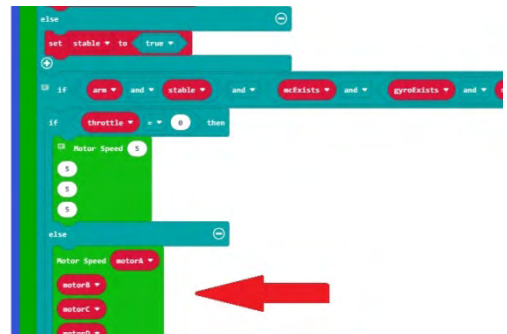 else
set stable to true
if arm and stable and mcExists and gyroExists and
if throttle = 0 then
Motor Speed 5
5
5
5
else
Motor Speed motorA
motorB
motorC
motorD